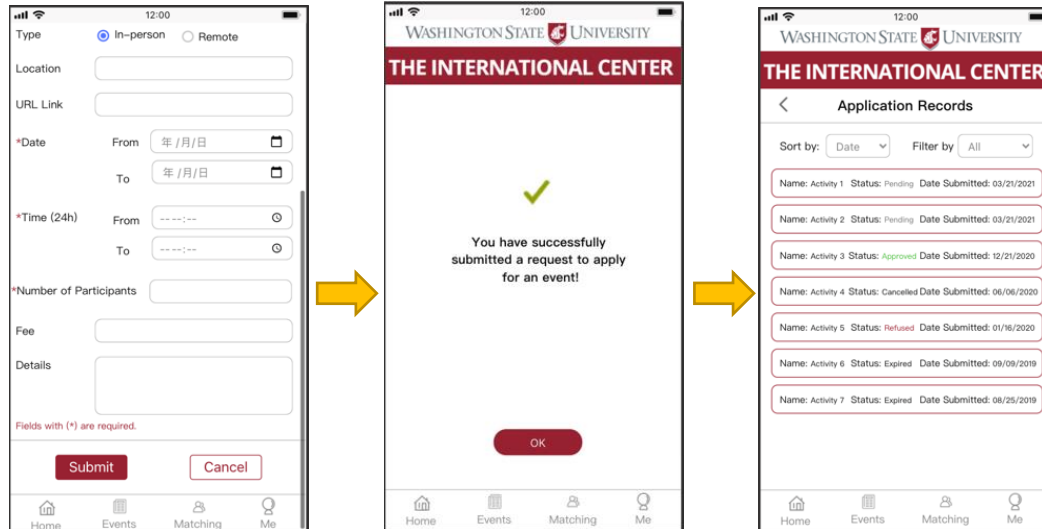 12:00
Type In-person Remote
Location
URL Link
*Date From 年 /月/日
To 年 /月/日
*Time (24h) From ----:--
To ----:--
*Number of Participants
Fee
Details
Fields with (*) are required.
Submit Cancel
Home Events Matching Me
12:00
WASHINGTON STATE UNIVERSITY
THE INTERNATIONAL CENTER
You have successfully
submitted a request to apply
for an event!
OK
Home Events Matching Me
12:00
WASHINGTON STATE UNIVERSITY
THE INTERNATIONAL CENTER
Application Records
Sort by: Date Filter by All
Name: Activity 1 Status: Pending Date Submitted: 03/21/2021
Name: Activity 2 Status: Pending Date Submitted: 03/21/2021
Name: Activity 3 Status: Approved Date Submitted: 12/21/2020
Name: Activity 4 Status: Cancelled Date Submitted: 06/06/2020
Name: Activity 5 Status: Refused Date Submitted: 01/16/2020
Name: Activity 6 Status: Expired Date Submitted: 09/09/2019
Name: Activity 7 Status: Expired Date Submitted: 08/25/2019
Home Events Matching Me